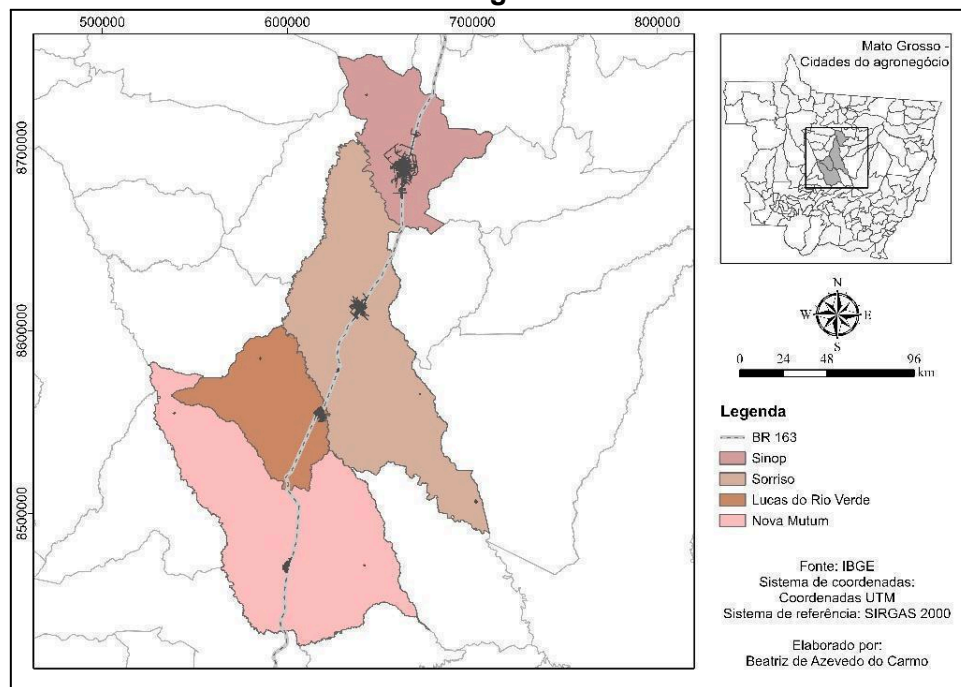 500000
600000
700000
800000
8700000
8600000
8500000
Mato Grosso -
Cidades do agronegócio
N
W
E
S
0
24
48
96
km
Legenda
BR 163
Sinop
Sorriso
Lucas do Rio Verde
Nova Mutum
Fonte: IBGE
Sistema de coordenadas:
Coordenadas UTM
Sistema de referência: SIRGAS 2000
Elaborado por:
Beatriz de Azevedo do Carmo